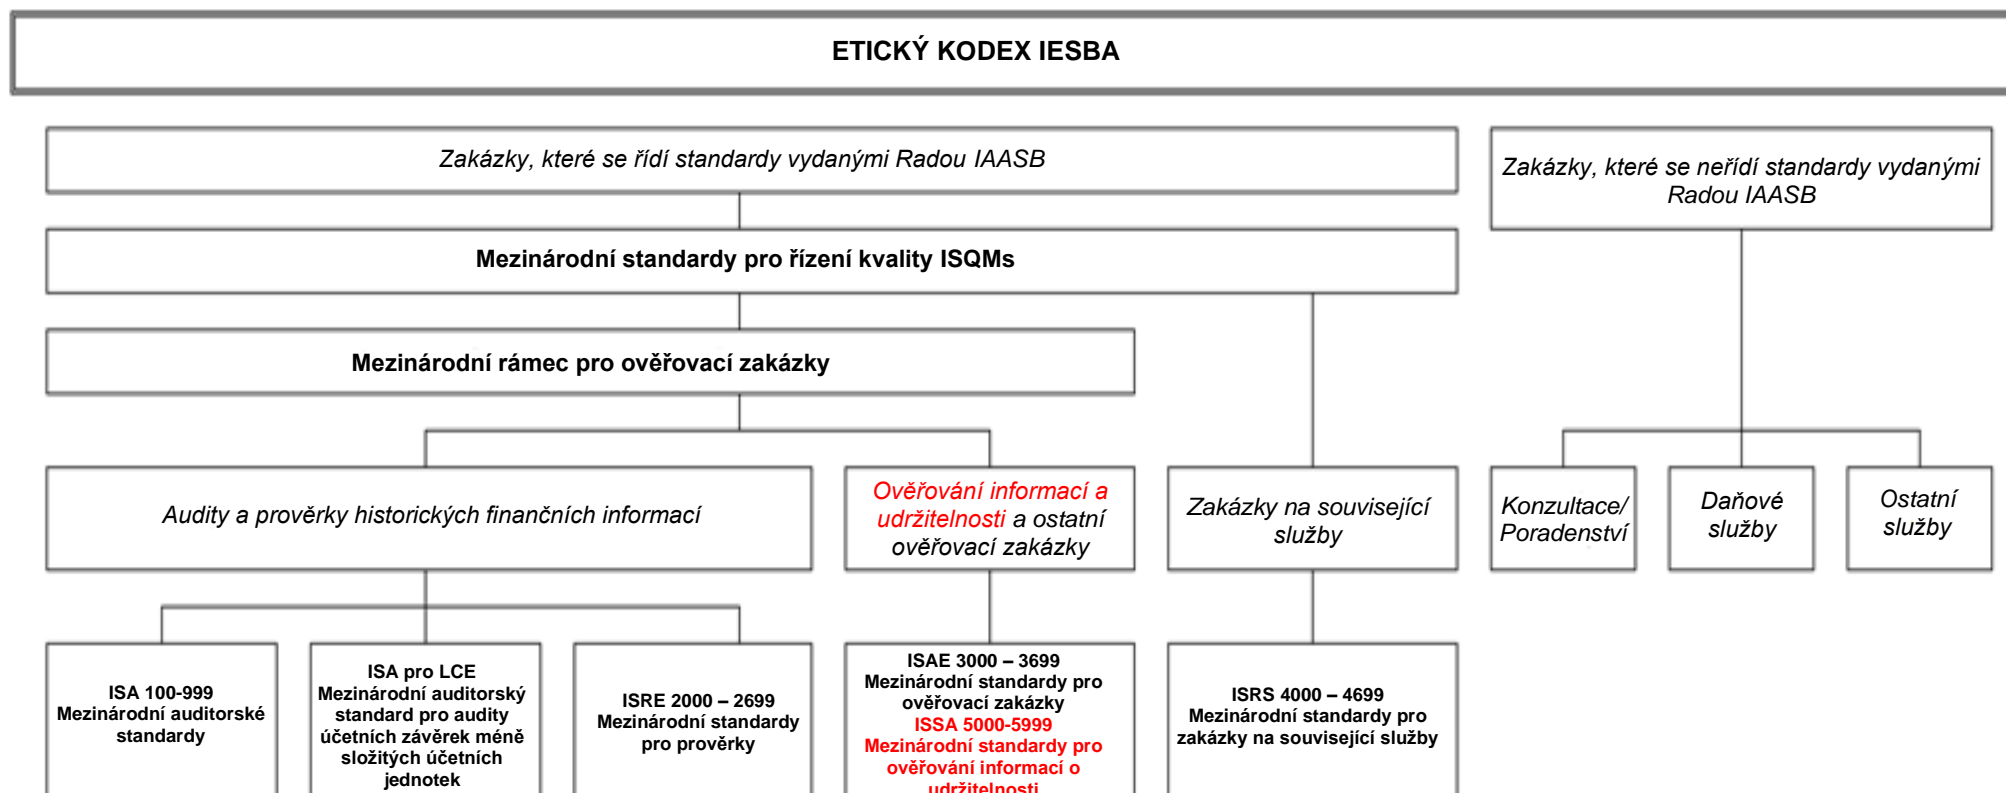 ETICKÝ KODEX IESBA
Zakázky, které se řídí standardy vydanými Radou IAASB
Zakázky, které se neřídí standardy vydanými
Radou IAASB
Mezinárodní standardy pro řízení kvality ISQMs
Mezinárodní rámec pro ověřovací zakázky
Audity a prověrky historických finančních informací
Ověřování informací a
udržitelnosti a ostatní
ověřovací zakázky
Zakázky na související
služby
Konzultace/
Poradenství
Daňové
služby
Ostatní
služby
ISA 100-999
Mezinárodní auditorské
standardy
ISA pro LCE
Mezinárodní auditorský
standard pro audity
účetních závěrek méně
složitých účetních
jednotek
ISRE 2000 – 2699
Mezinárodní standardy
pro prověrky
ISAE 3000 – 3699
Mezinárodní standardy pro
ověřovací zakázky
ISSA 5000-5999
Mezinárodní standardy pro
ověřování informací o
udržitelnosti
ISRS 4000 – 4699
Mezinárodní standardy pro
zakázky na související služby